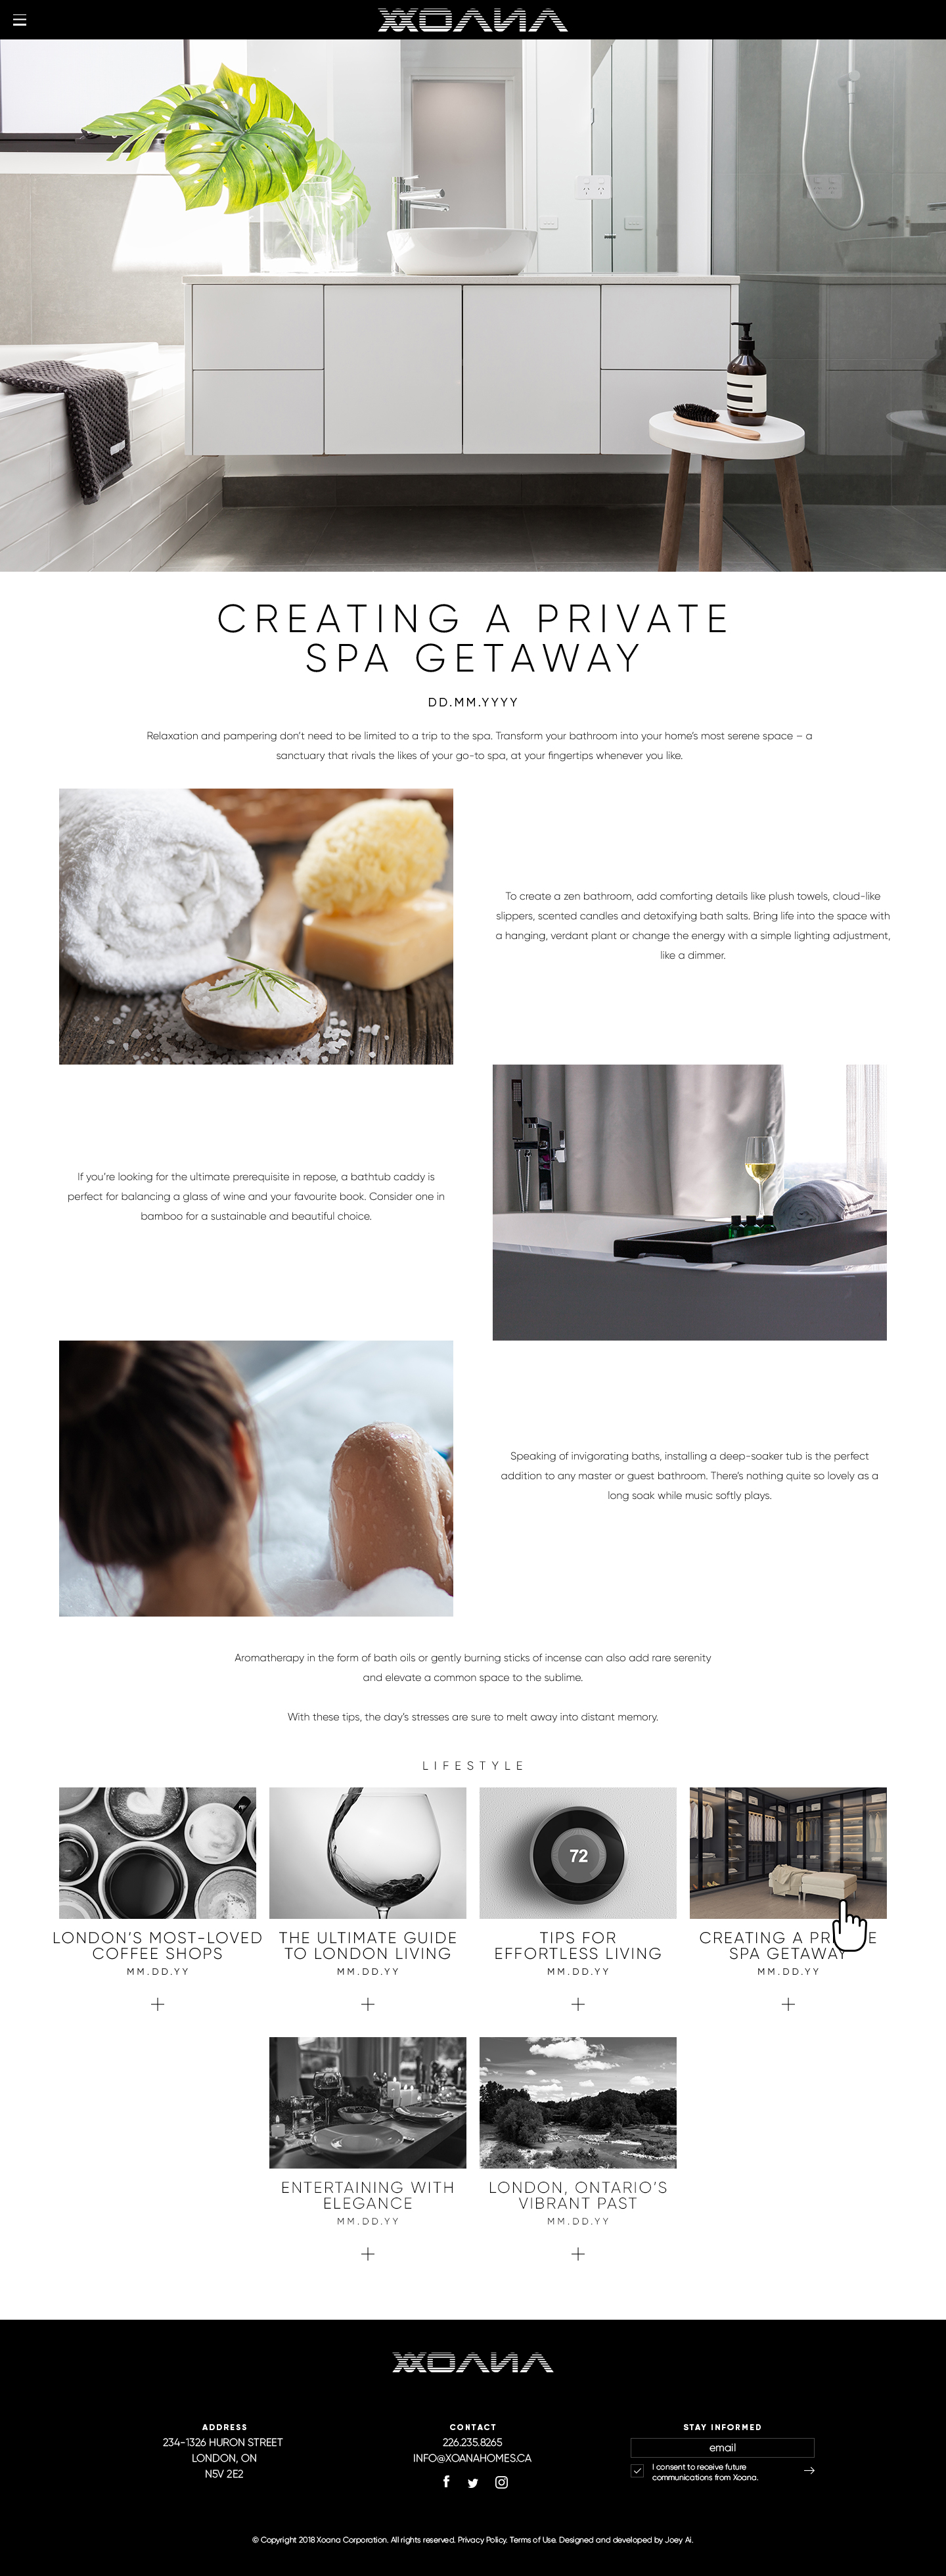 ЖОЛИЛ
CREATING A PRIVATE
SPA GETAWAY
DD.MM.YYYY
Relaxation and pampering don't need to be limited to a trip to the spa. Transform your bathroom into your home's most serene space – a
sanctuary that rivals the likes of your go-to spa, at your fingertips whenever you like.
To create a zen bathroom, add comforting details like plush towels, cloud-like
slippers, scented candles and detoxifying bath salts. Bring life into the space with
a hanging, verdant plant or change the energy with a simple lighting adjustment,
like a dimmer.
If you're looking for the ultimate prerequisite in repose, a bathtub caddy is
perfect for balancing a glass of wine and your favourite book. Consider one in
bamboo for a sustainable and beautiful choice.
Speaking of invigorating baths, installing a deep-soaker tub is the perfect
addition to any master or guest bathroom. There's nothing quite so lovely as a
long soak while music softly plays.
Aromatherapy in the form of bath oils or gently burning sticks of incense can also add rare serenity
and elevate a common space to the sublime.
With these tips, the day's stresses are sure to melt away into distant memory.
LIFESTYLE
72
LONDON'S MOST-LOVED
COFFEE SHOPS
MM.DD.YY
THE ULTIMATE GUIDE
TO LONDON LIVING
MM.DD.YY
TIPS FOR
EFFORTLESS LIVING
MM.DD.YY
CREATING A PR E
SPA GETAWAY
MM.DD.YY
ENTERTAINING WITH
ELEGANCE
MM.DD.YY
LONDON, ONTARIO'S
VIBRANT PAST
MM.DD.YY
ЖОЛИЛ
ADDRESS
234-1326 HURON STREET
LONDON, ON
N5V 2E2
CONTACT
226.235.8265
INFO@XOANAHOMES.CA
STAY INFORMED
email
I consent to receive future
communications from Xoana.
© Copyright 2018 Xoana Corporation. All rights reserved. Privacy Policy. Terms of Use. Designed and developed by Joey Ai.